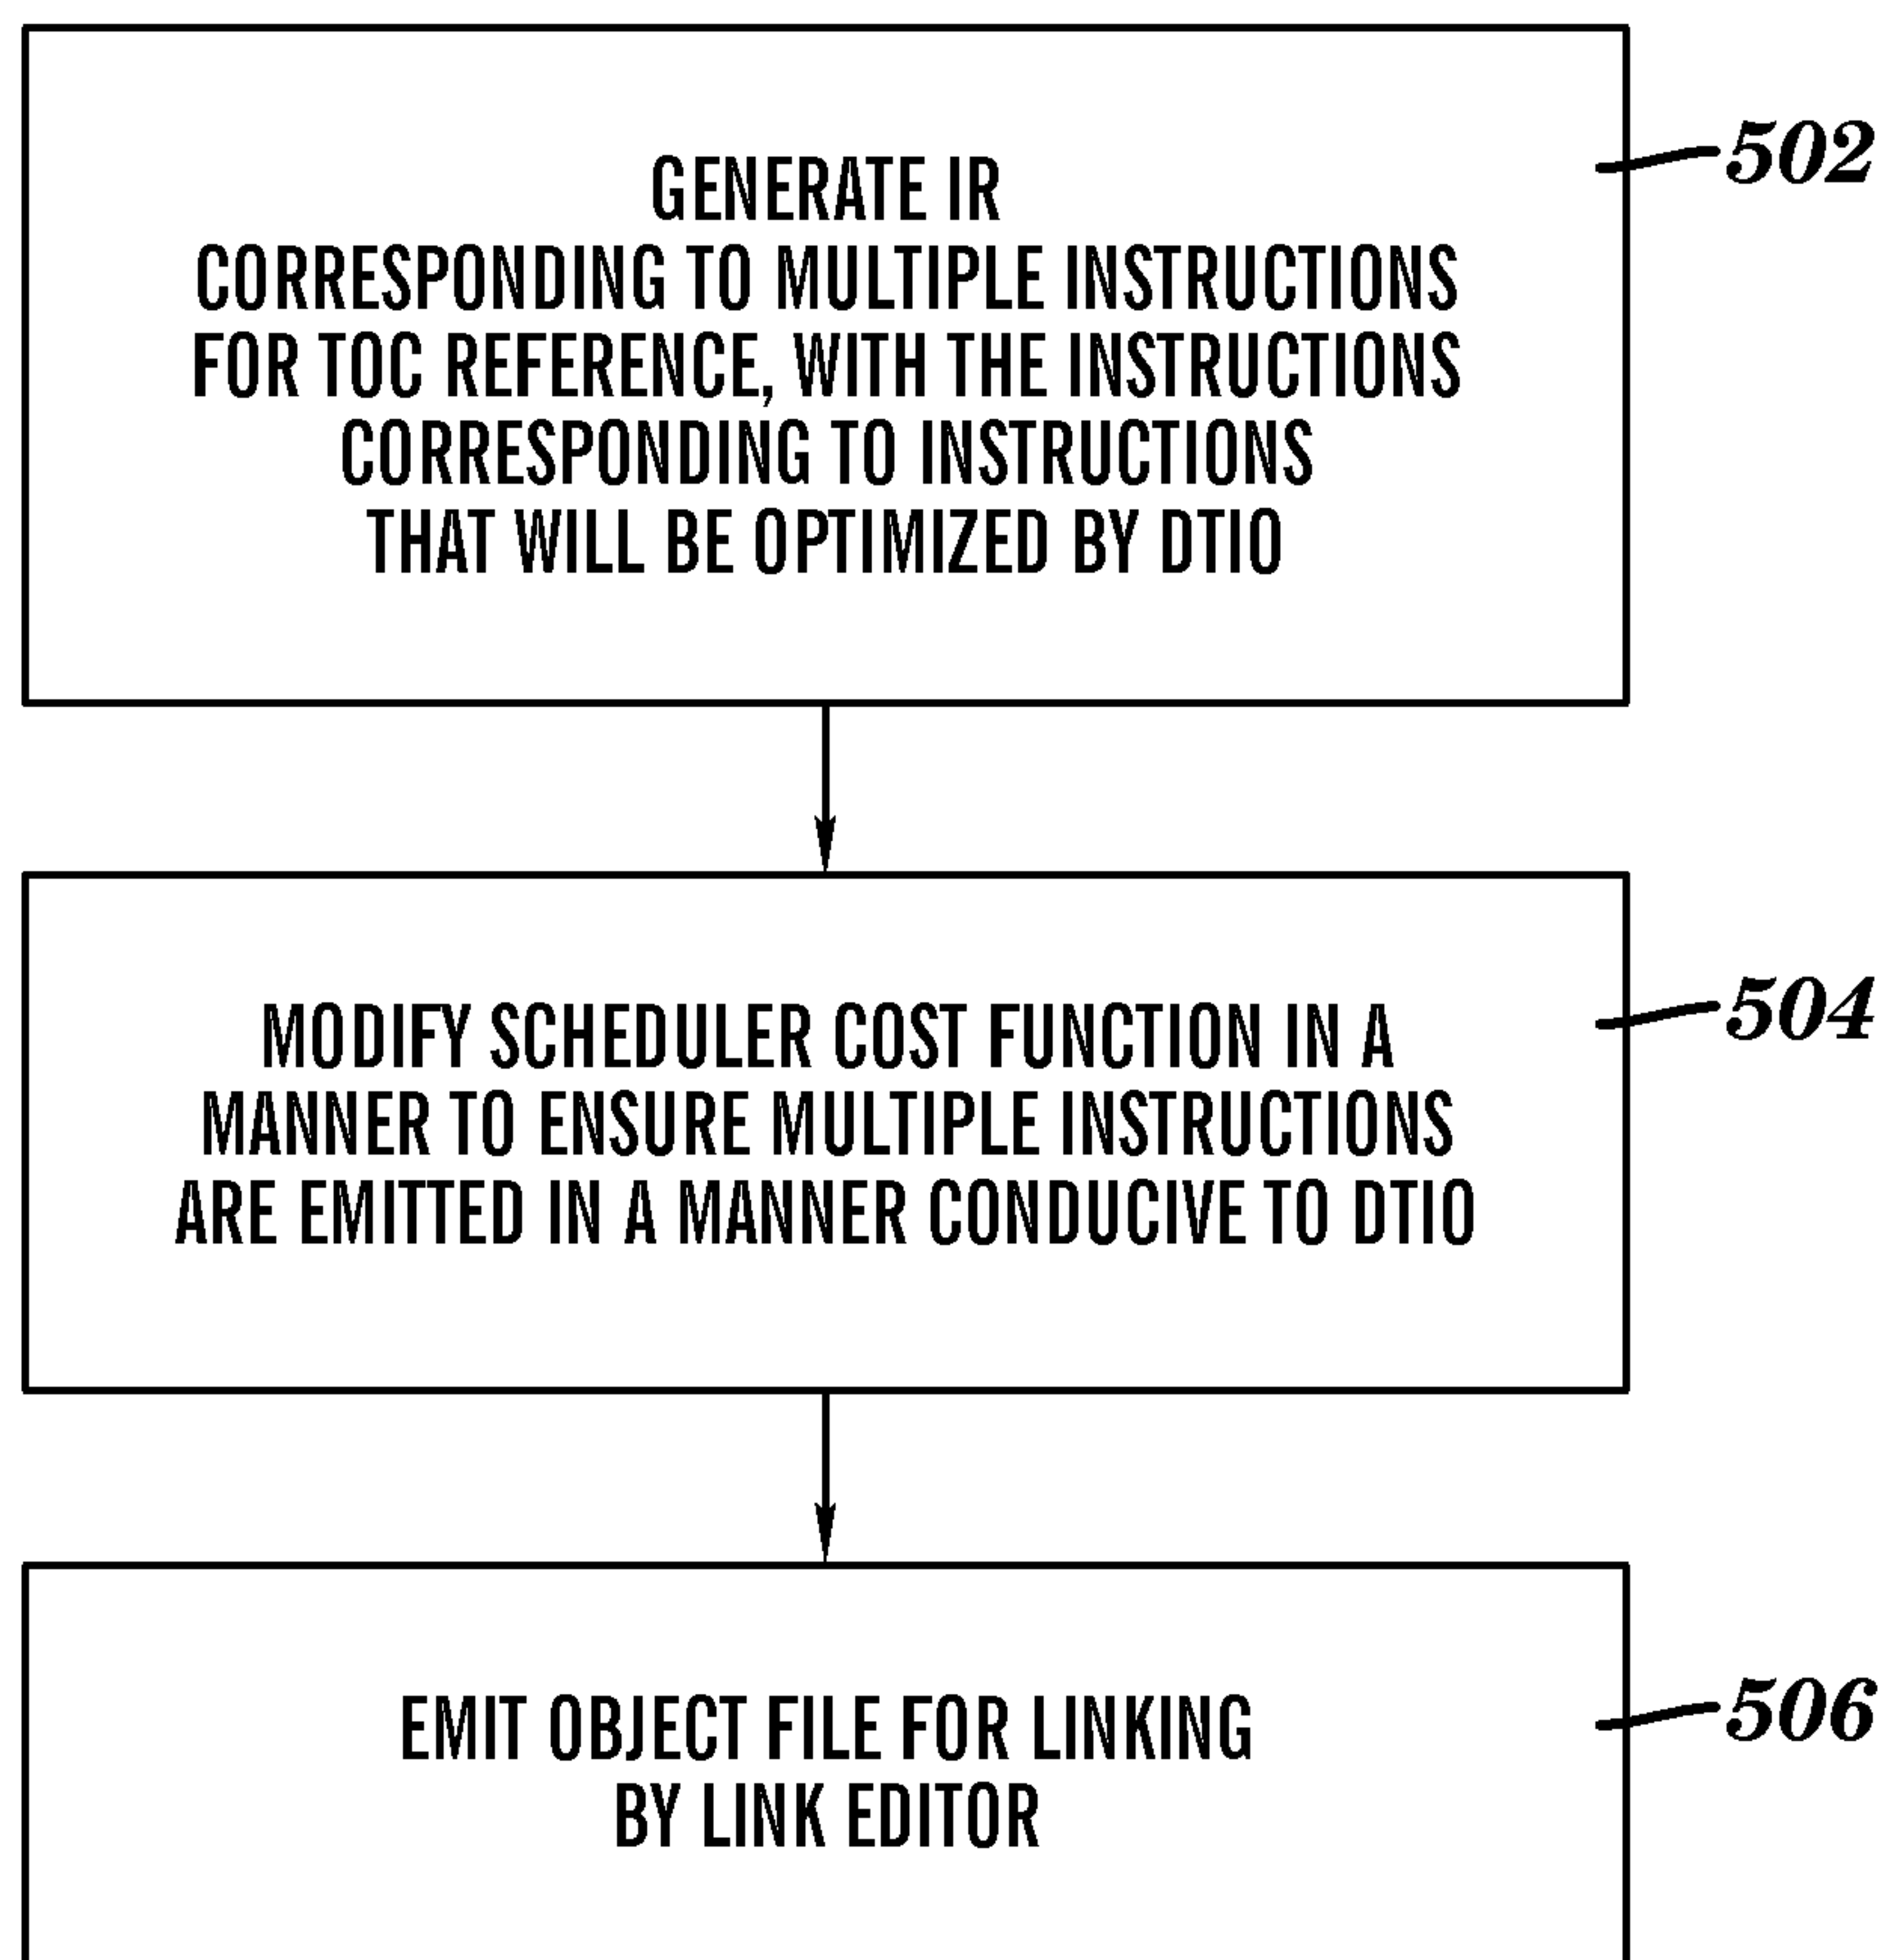 GENERATE IR
CORRESPONDING TO MULTIPLE INSTRUCTIONS
FOR TOC REFERENCE, WITH THE INSTRUCTIONS
CORRESPONDING TO INSTRUCTIONS
THAT WILL BE OPTIMIZED BY DTIO
502
MODIFY SCHEDULER COST FUNCTION IN A
MANNER TO ENSURE MULTIPLE INSTRUCTIONS
ARE EMITTED IN A MANNER CONDUCIVE TO DTIO
504
EMIT OBJECT FILE FOR LINKING
BY LINK EDITOR
506